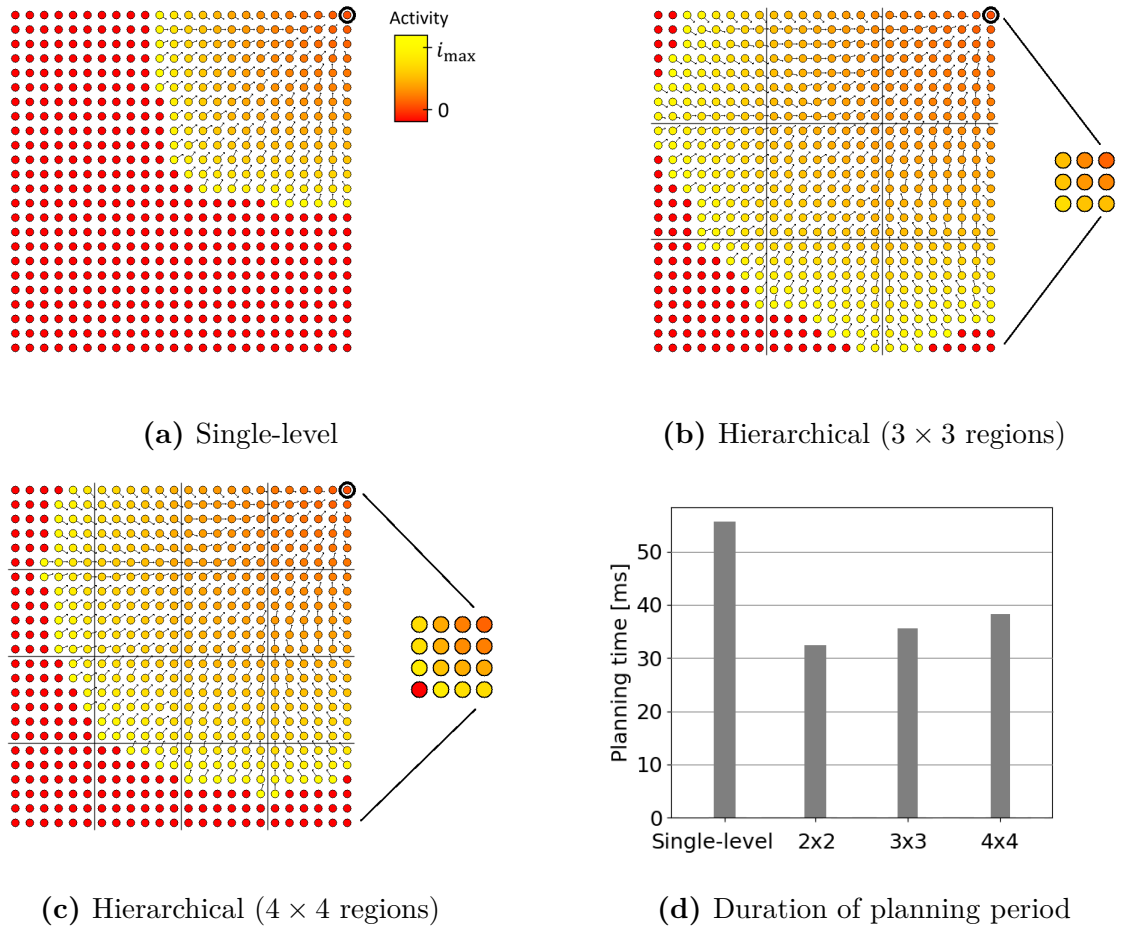 Activity
i_max
0
(a) Single-level
(b) Hierarchical (3 × 3 regions)
Planning time [ms]
50
40
30
20
10
0
Single-level 2x2 3x3 4x4
(c) Hierarchical (4 × 4 regions)
(d) Duration of planning period